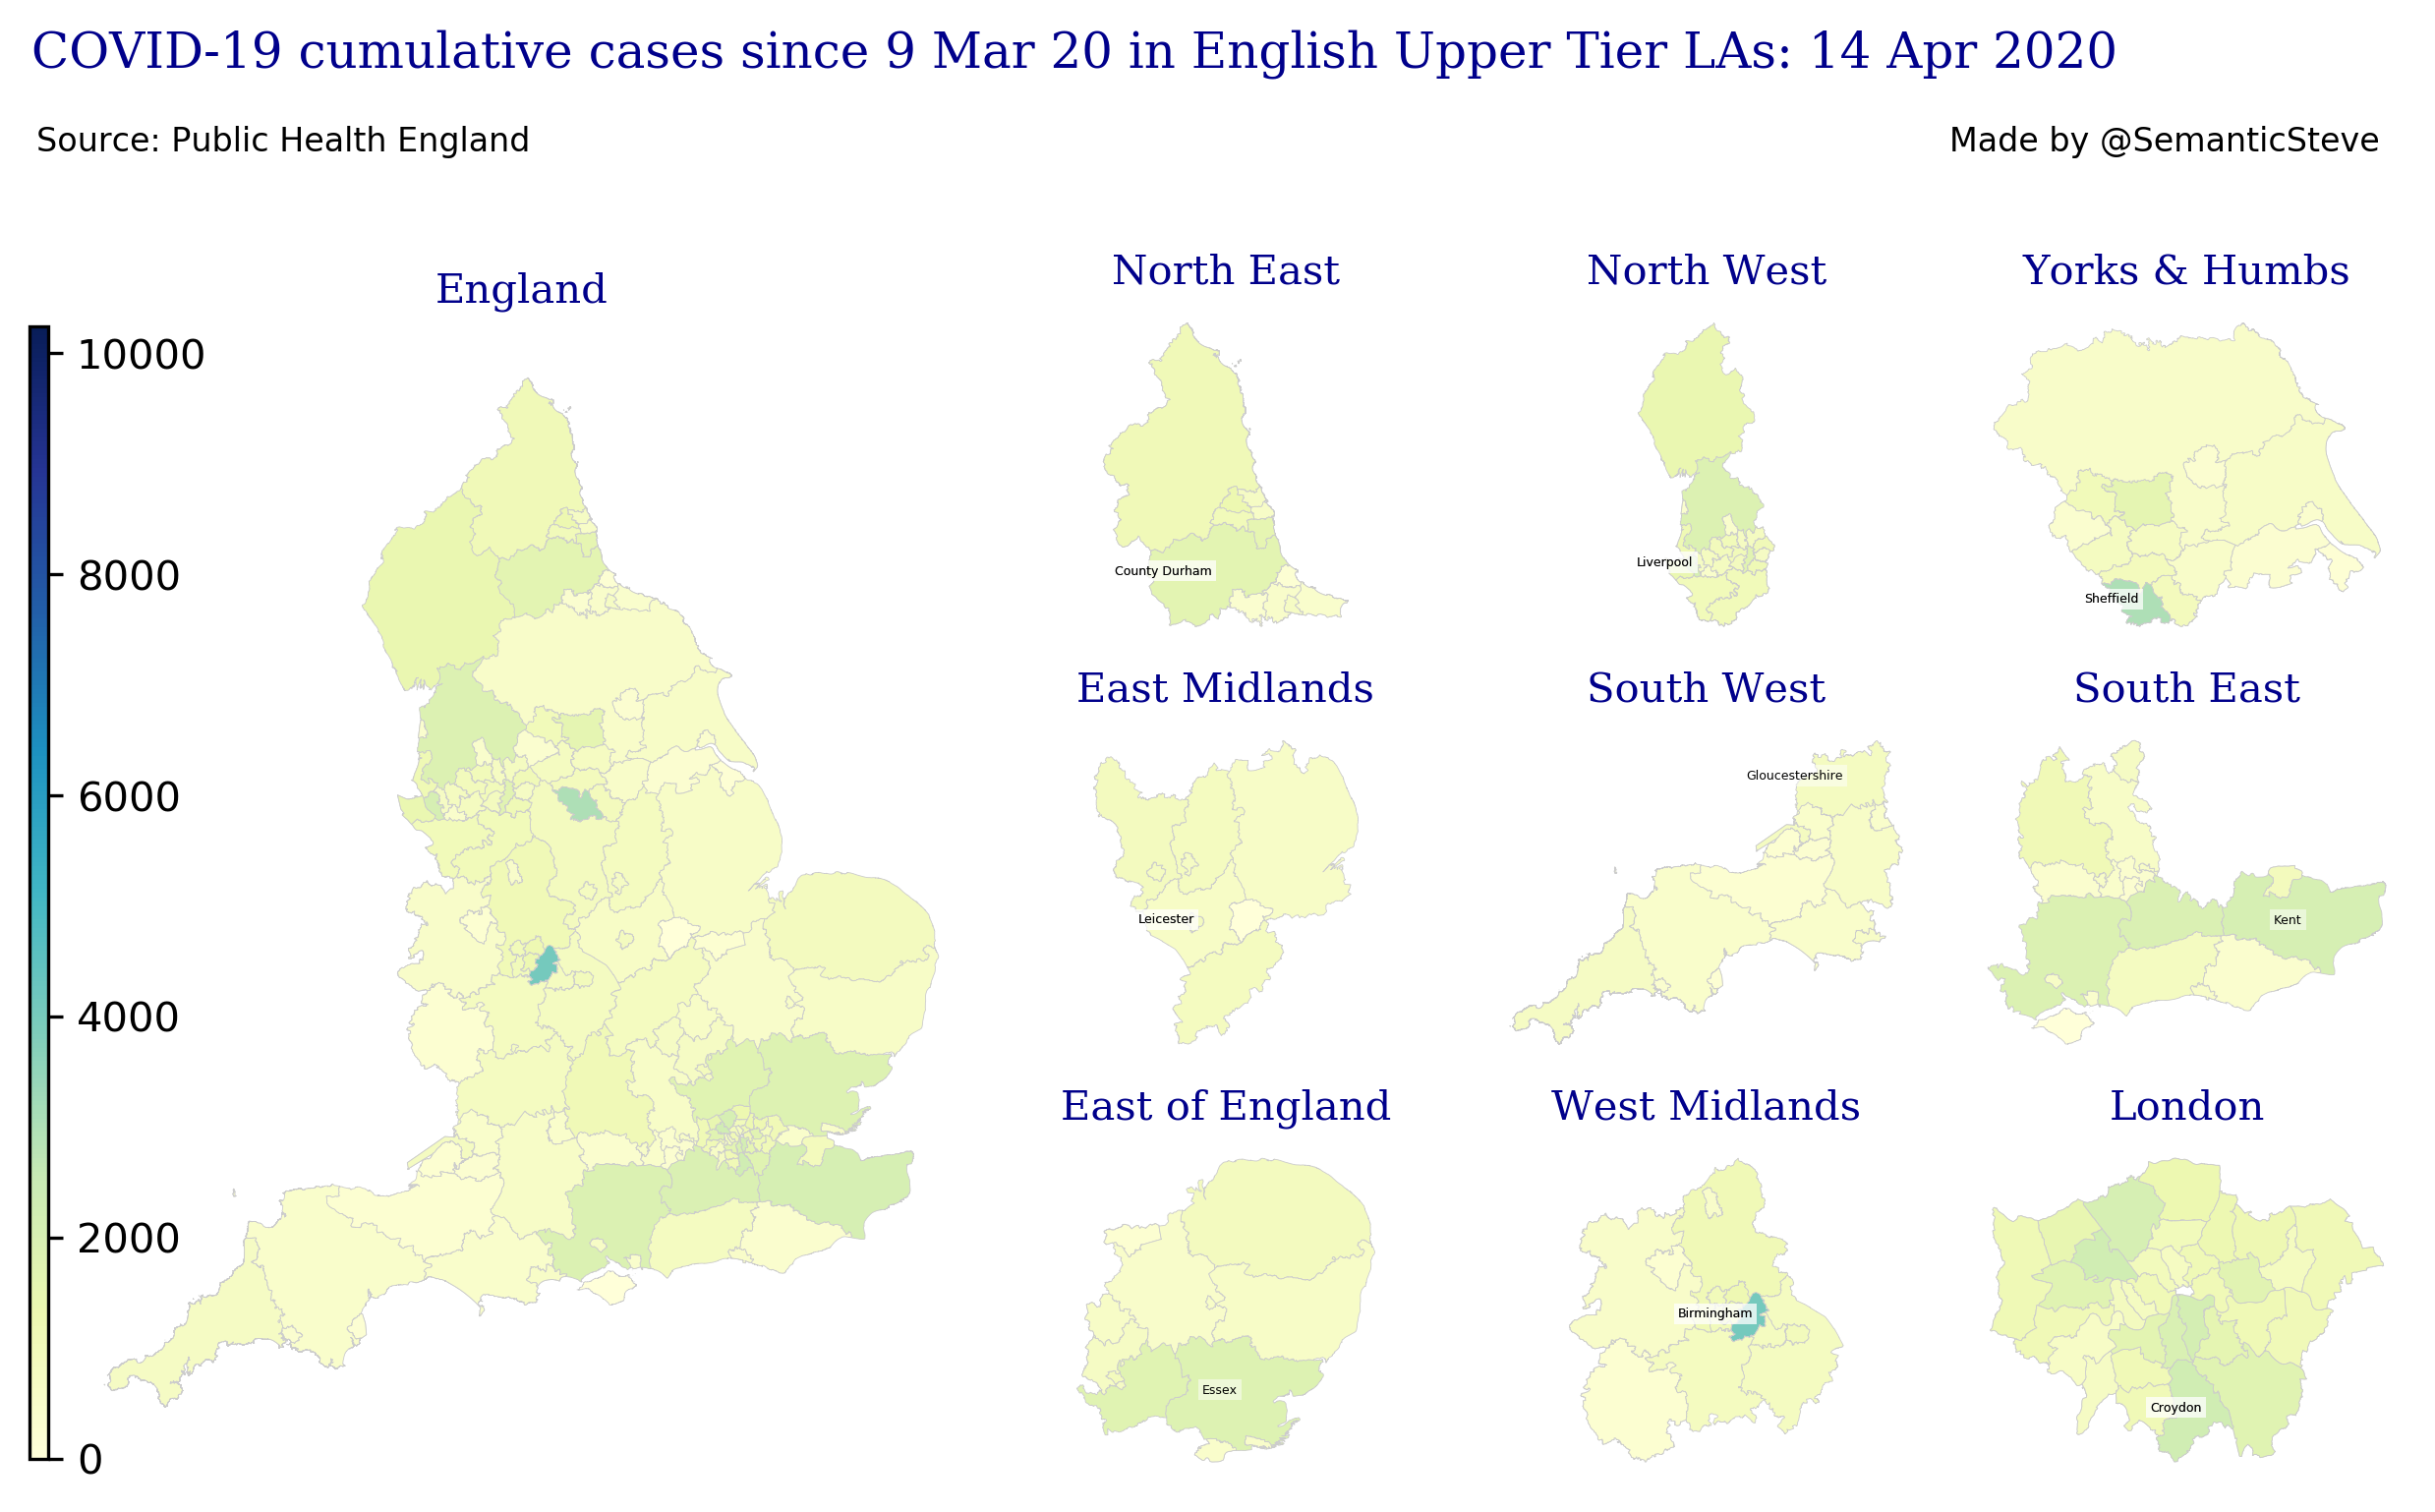 COVID-19 cumulative cases since 9 Mar 20 in English Upper Tier LAs: 14 Apr 2020
Source: Public Health England
Made by @SemanticSteve
England
10000
8000
6000
4000
2000
0
North East
County Durham
North West
Liverpool
Yorks & Humbs
Sheffield
East Midlands
Leicester
South West
Gloucestershire
South East
Kent
East of England
Essex
West Midlands
Birmingham
London
Croydon